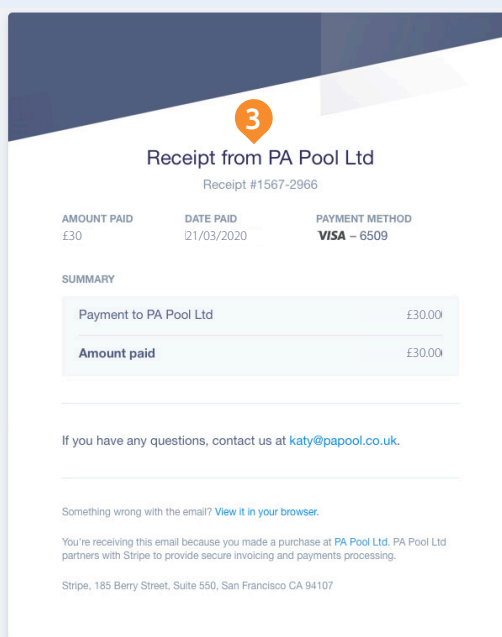 3
Receipt from PA Pool Ltd
Receipt #1567-2966
AMOUNT PAID DATE PAID PAYMENT METHOD
£30 21/03/2020 VISA – 6509
SUMMARY
Payment to PA Pool Ltd £30.00
Amount paid £30.00
If you have any questions, contact us at katy@papool.co.uk.
Something wrong with the email? View it in your browser.
You're receiving this email because you made a purchase at PA Pool Ltd. PA Pool Ltd
partners with Stripe to provide secure invoicing and payments processing.
Stripe, 185 Berry Street, Suite 550, San Francisco CA 94107